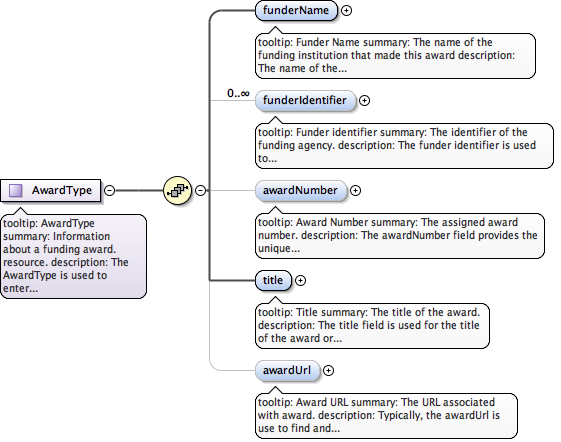 funderName
tooltip: Funder Name summary: The name of the
funding institution that made this award description:
The name of the...
0..∞
funderIdentifier
tooltip: Funder identifier summary: The identifier of the
funding agency. description: The funder identifier is used
to...
AwardType
tooltip: AwardType
summary: Information
about a funding award.
resource. description: The
AwardType is used to
enter...
awardNumber
tooltip: Award Number summary: The assigned award
number. description: The awardNumber field provides the
unique...
title
tooltip: Title summary: The title of the award.
description: The title field is used for the title
of the award or...
awardUrl
tooltip: Award URL summary: The URL associated
with award. description: Typically, the awardUrl is
use to find and...